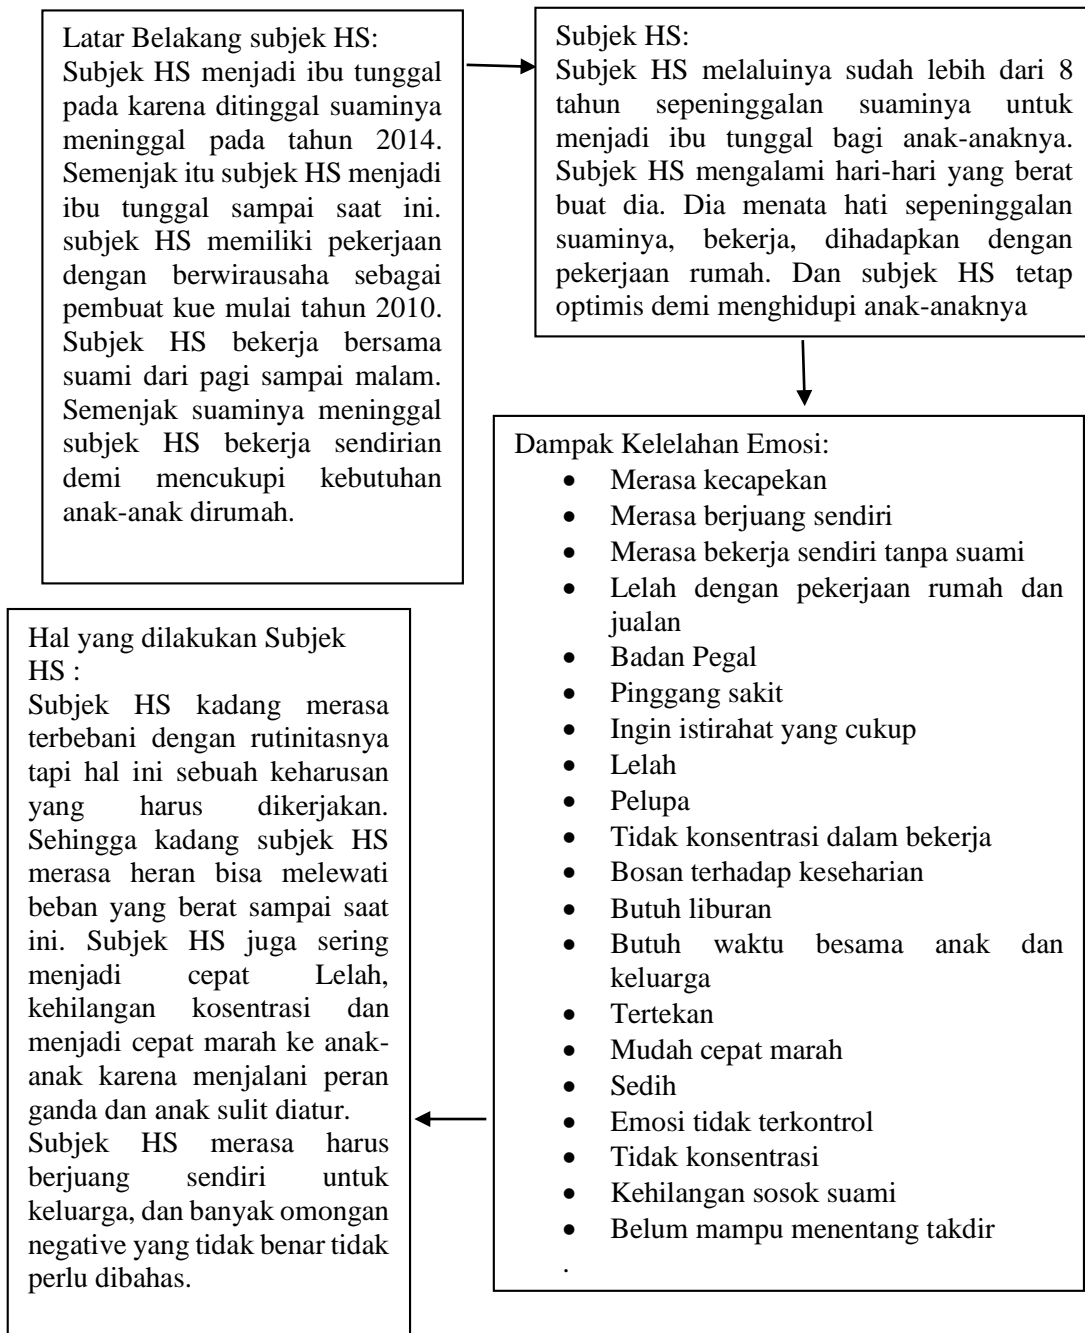 Latar Belakang subjek HS:
Subjek HS menjadi ibu tunggal
pada karena ditinggal suaminya
meninggal pada tahun 2014.
Semenjak itu subjek HS menjadi
ibu tunggal sampai saat ini.
subjek HS memiliki pekerjaan
dengan berwirausaha sebagai
pembuat kue mulai tahun 2010.
Subjek HS bekerja bersama
suami dari pagi sampai malam.
Semenjak suaminya meninggal
subjek HS bekerja sendirian
demi mencukupi kebutuhan
anak-anak dirumah.
Subjek HS:
Subjek HS melaluinya sudah lebih dari 8
tahun sepeninggalan suaminya untuk
menjadi ibu tunggal bagi anak-anaknya.
Subjek HS mengalami hari-hari yang berat
buat dia. Dia menata hati sepeninggalan
suaminya, bekerja, dihadapkan dengan
pekerjaan rumah. Dan subjek HS tetap
optimis demi menghidupi anak-anaknya
Dampak Kelelahan Emosi:
• Merasa kecapekan
• Merasa berjuang sendiri
• Merasa bekerja sendiri tanpa suami
• Lelah dengan pekerjaan rumah dan
jualan
• Badan Pegal
• Pinggang sakit
• Ingin istirahat yang cukup
• Lelah
• Pelupa
• Tidak konsentrasi dalam bekerja
• Bosan terhadap keseharian
• Butuh liburan
• Butuh waktu besama anak dan
keluarga
• Tertekan
• Mudah cepat marah
• Sedih
• Emosi tidak terkontrol
• Tidak konsentrasi
• Kehilangan sosok suami
• Belum mampu menentang takdir
.
Hal yang dilakukan Subjek
HS :
Subjek HS kadang merasa
terbebani dengan rutinitasnya
tapi hal ini sebuah keharusan
yang harus dikerjakan.
Sehingga kadang subjek HS
merasa heran bisa melewati
beban yang berat sampai saat
ini. Subjek HS juga sering
menjadi cepat Lelah,
kehilangan kosentrasi dan
menjadi cepat marah ke anak-
anak karena menjalani peran
ganda dan anak sulit diatur.
Subjek HS merasa harus
berjuang sendiri untuk
keluarga, dan banyak omongan
negative yang tidak benar tidak
perlu dibahas.